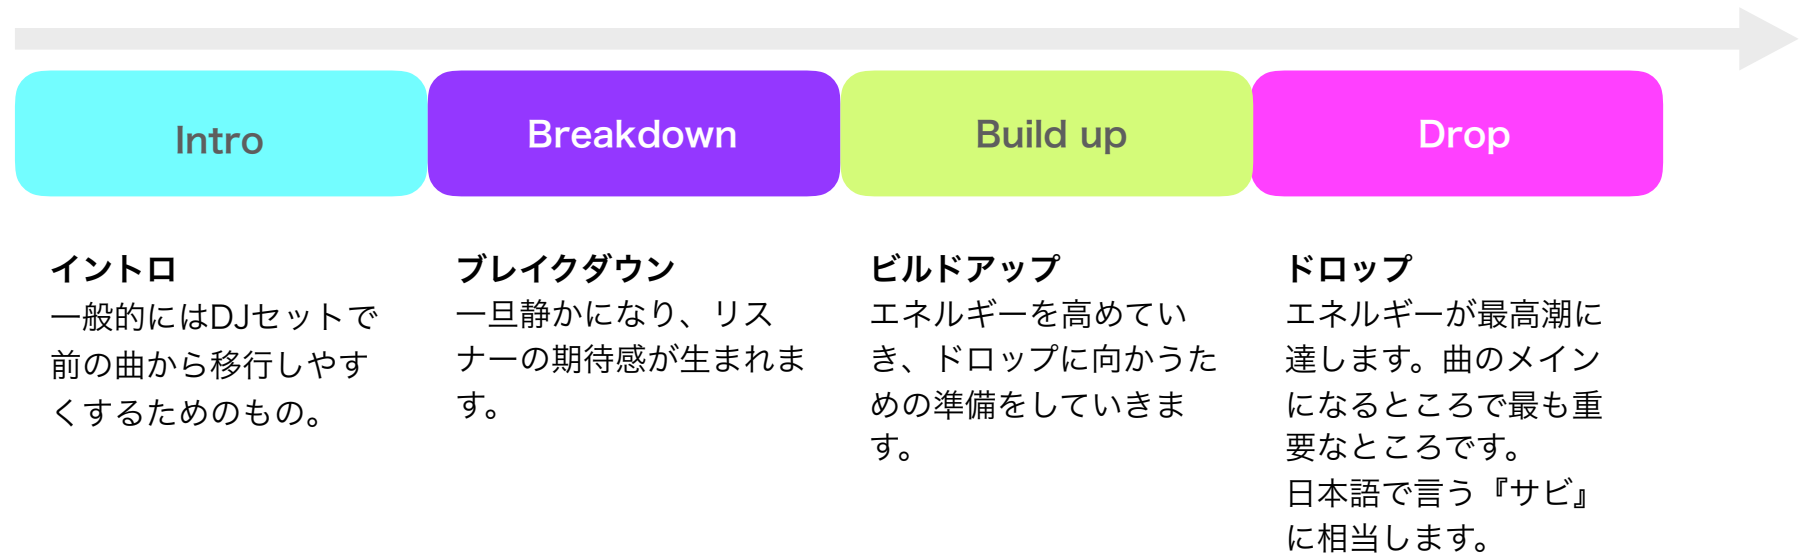 Intro
Breakdown
Build up
Drop
イントロ
一般的にはDJセットで
前の曲から移行しやす
くするためのもの。
ブレイクダウン
一旦静かになり、リス
ナーの期待感が生まれま
す。
ビルドアップ
エネルギーを高めてい
き、ドロップに向かうた
めの準備をしていきま
す。
ドロップ
エネルギーが最高潮に
達します。曲のメイン
になるところで最も重
要なところです。
日本語で言う『サビ』
に相当します。